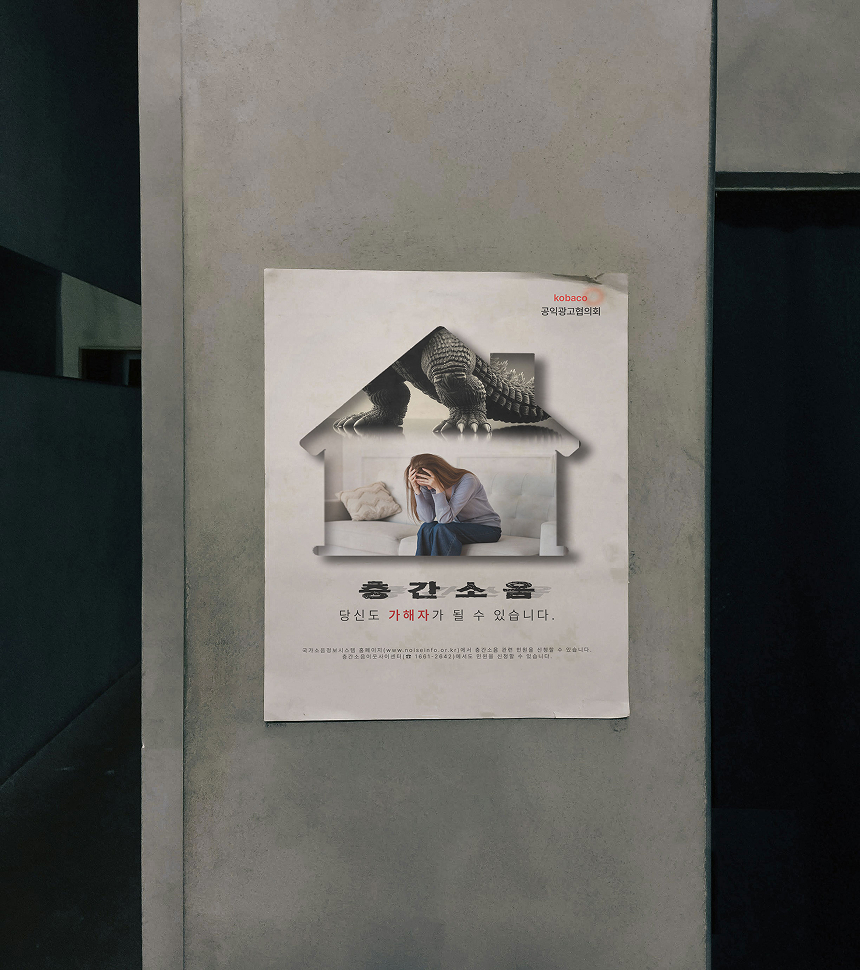 kobaco
공익광고협의회
층간소음
당신도 가해자가 될 수 있습니다.
국가소음정보시스템 홈페이지(www.noiseinfo.or.kr)에서 층간소음 관련 민원을 신청할 수 있습니다.
층간소음이웃사이센터(☎ 1661-2642)에서도 민원을 신청할 수 있습니다.